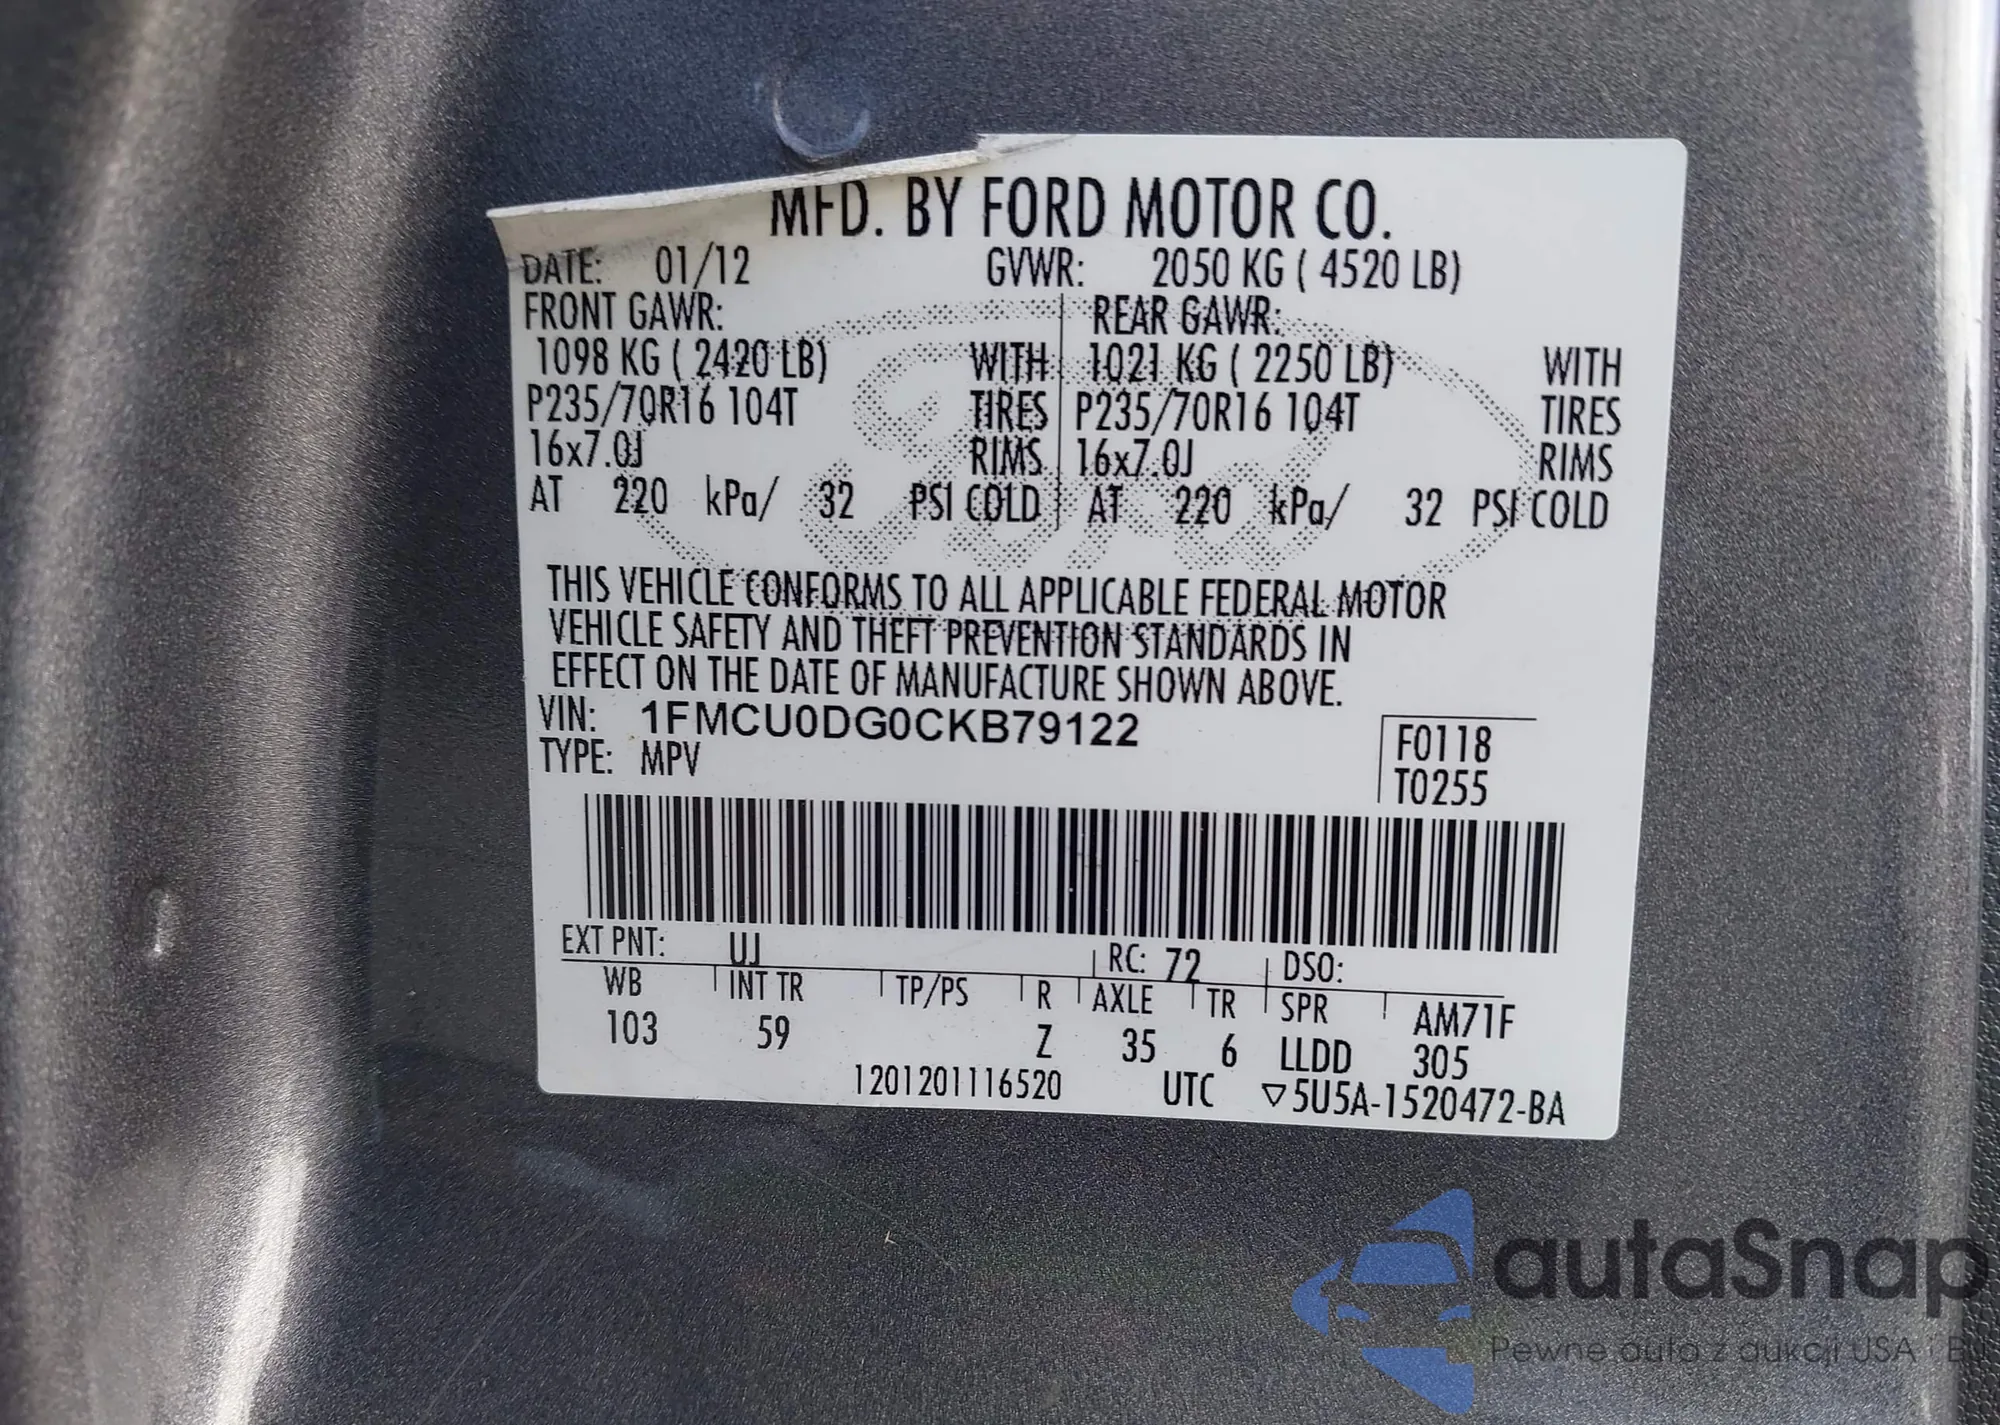 MFD. BY FORD MOTOR CO.
DATE: 01/12 GVWR: 2050 KG ( 4520 LB)
FRONT GAWR: REAR GAWR:
1098 KG ( 2420 LB) WITH 1021 KG ( 2250 LB) WITH
P235/70R16 104T TIRES P235/70R16 104T TIRES
16x7.0J RIMS 16x7.0J RIMS
AT 220 kPa/ 32 PSI COLD AT 220 kPa/ 32 PSI COLD
Ford
THIS VEHICLE CONFORMS TO ALL APPLICABLE FEDERAL MOTOR
VEHICLE SAFETY AND THEFT PREVENTION STANDARDS IN
EFFECT ON THE DATE OF MANUFACTURE SHOWN ABOVE.
VIN: 1FMCU0DG0CKB79122
TYPE: MPV
F0118
T0255
EXT PNT: UJ RC: 72 DSO:
WB INT TR TP/PS R AXLE TR SPR AM71F
103 59 Z 35 6 LLDD 305
1201201116520 UTC ▽5U5A-1520472-BA
autaSnap
Pewne auta z aukcji USA i